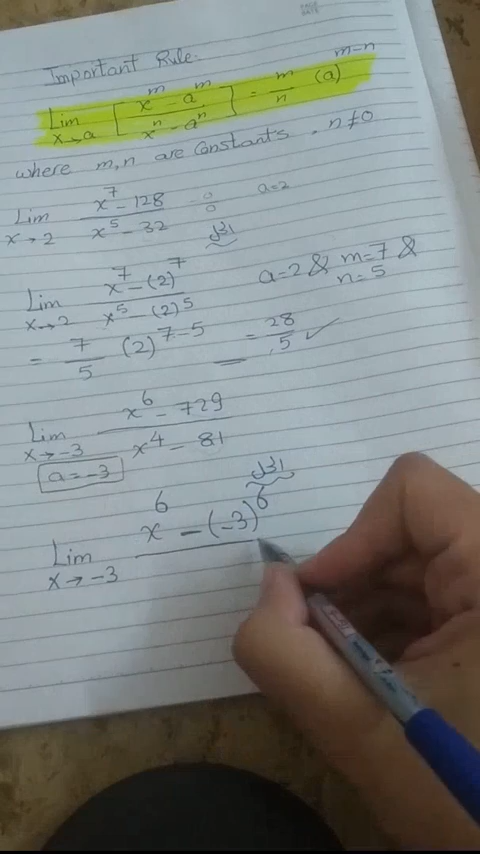 Important Rule:
Lim x→a [ (x^m - a^m) / (x^n - a^n) ] = m/n (a)^(m-n)
where m,n are Constants, n≠0
Lim x→2 (x^7 - 128) / (x^5 - 32) 0/0 a=2
Lim x→2 (x^7 - (2)^7) / (x^5 - (2)^5) a=2 & m=7 & n=5
= 7/5 (2)^(7-5) = 28/5 ✓
Lim x→-3 (x^6 - 729) / (x^4 - 81)
a=-3
Lim x→-3 x^6 - (-3)^6